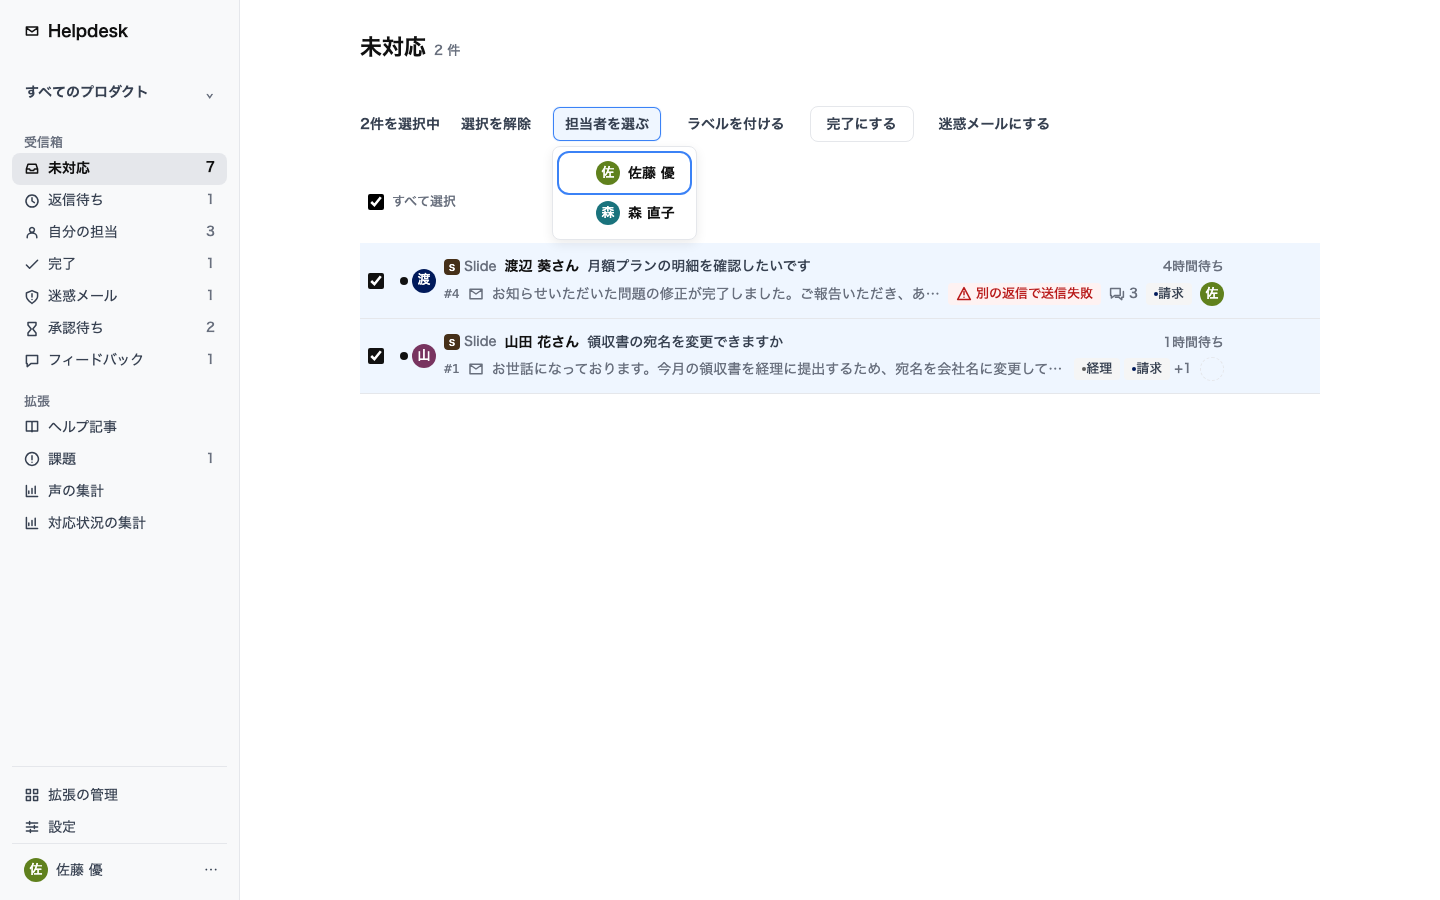 Helpdesk
すべてのプロダクト
受信箱
未対応 7
返信待ち 1
自分の担当 3
完了 1
迷惑メール 1
承認待ち 2
フィードバック 1
拡張
ヘルプ記事
課題 1
声の集計
対応状況の集計
拡張の管理
設定
佐 佐藤 優 …
未対応 2 件
2件を選択中 選択を解除 担当者を選ぶ ラベルを付ける 完了にする 迷惑メールにする
佐 佐藤 優
森 森 直子
すべて選択
渡 S Slide 渡辺 葵さん 月額プランの明細を確認したいです 4時間待ち
#4 お知らせいただいた問題の修正が完了しました。ご報告いただき、あ… 別の返信で送信失敗 3 •請求 佐
山 S Slide 山田 花さん 領収書の宛名を変更できますか 1時間待ち
#1 お世話になっております。今月の領収書を経理に提出するため、宛名を会社名に変更して… •経理 •請求 +1